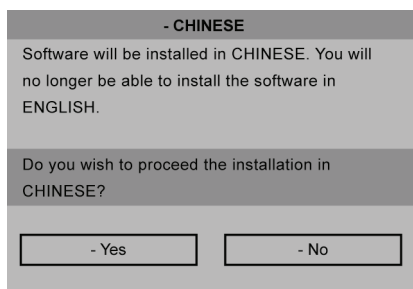 - CHINESE
Software will be installed in CHINESE. You will
no longer be able to install the software in
ENGLISH.
Do you wish to proceed the installation in
CHINESE?
- Yes
- No